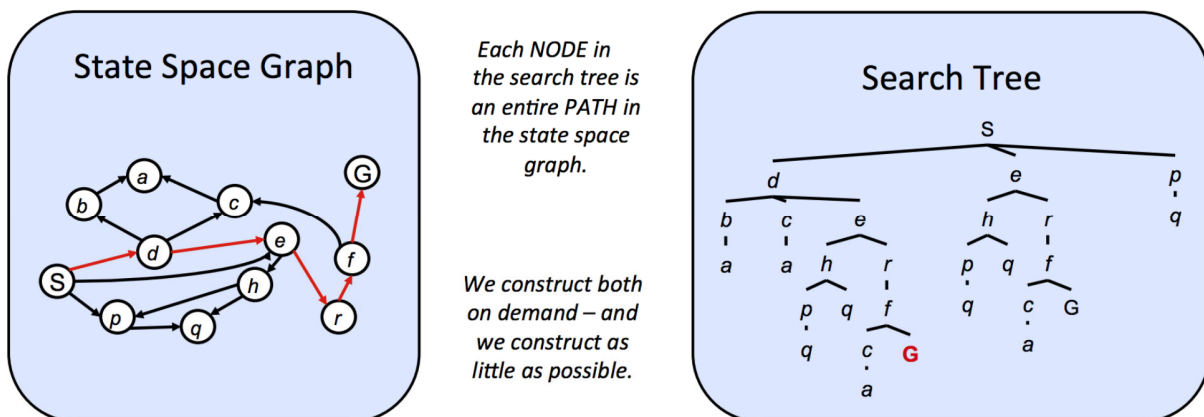 State Space Graph
G
a
b
c
d
e
f
S
h
p
q
r
Each NODE in
the search tree is
an entire PATH in
the state space
graph.
We construct both
on demand – and
we construct as
little as possible.
Search Tree
S
d e p
b c e h r q
a a h r p q f
p q f q c G
q c G a
a